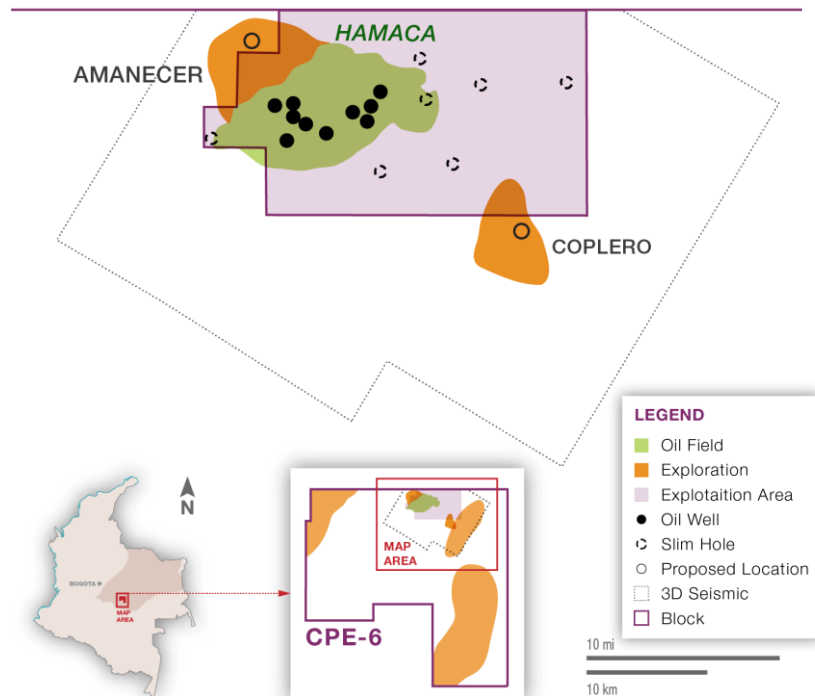 HAMACA
AMANECER
COPLERO
LEGEND
Oil Field
Exploration
Explotaition Area
Oil Well
Slim Hole
Proposed Location
3D Seismic
Block
N
BOGOTA
MAP
AREA
MAP
AREA
CPE-6
10 mi
10 km